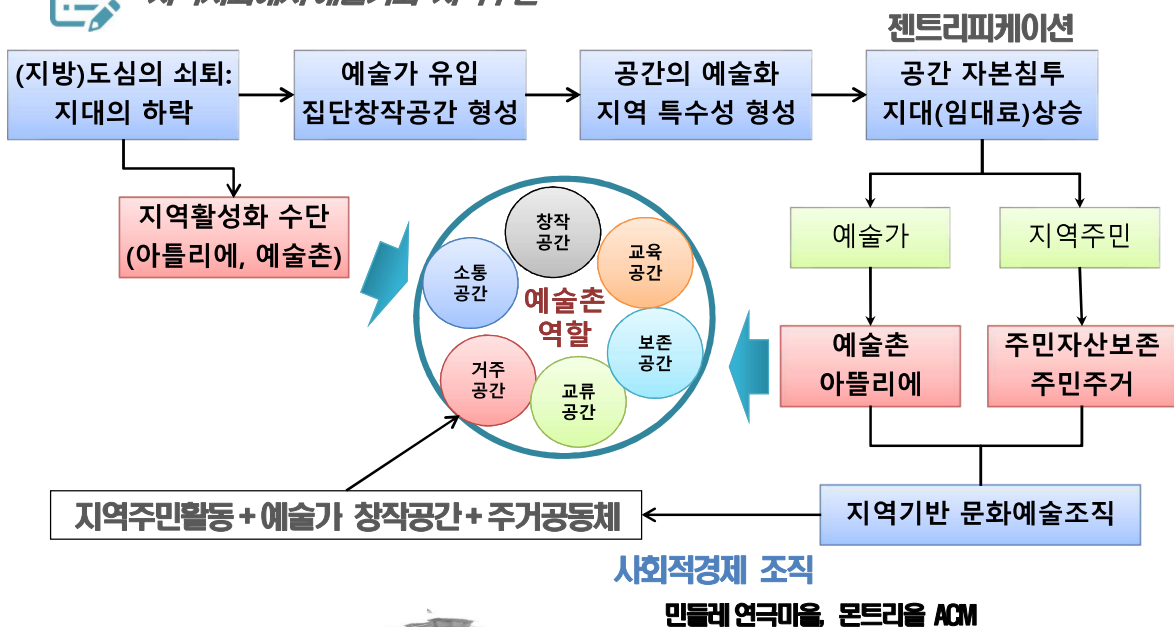 젠트리피케이션
(지방)도심의 쇠퇴:
지대의 하락
예술가 유입
집단창작공간 형성
공간의 예술화
지역 특수성 형성
공간 자본침투
지대(임대료)상승
지역활성화 수단
(아틀리에, 예술촌)
예술가
지역주민
창작
공간
교육
공간
소통
공간
예술촌
역할
보존
공간
거주
공간
교류
공간
예술촌
아뜰리에
주민자산보존
주민주거
지역주민활동 + 예술가 창작공간 + 주거공동체
지역기반 문화예술조직
사회적경제 조직
민들레 연극마을, 몬트리올 ACM